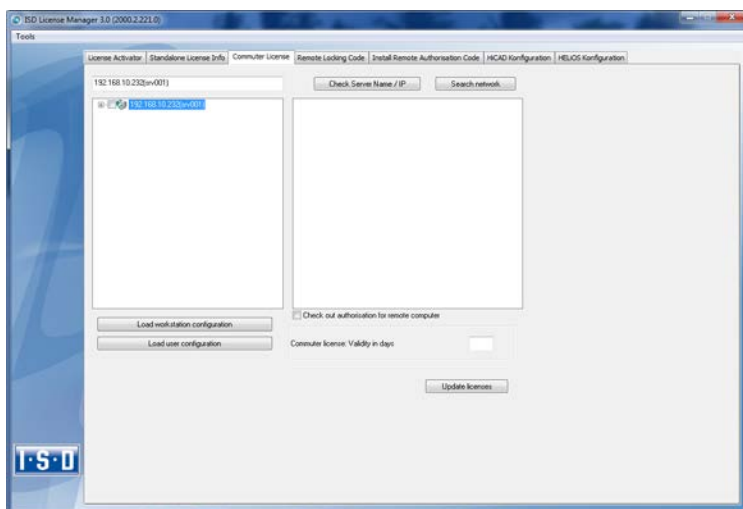 ISD License Manager 3.0 (2000.2.221.0)
Tools
License Activator Standalone License Info Commuter License Remote Locking Code Install Remote Authorisation Code HiCAD Konfiguration HELiOS Konfiguration
192.168.10.232(srv001) Check Server Name / IP Search network
192.168.10.232(srv001)
Check out authorisation for remote computer
Load workstation configuration
Load user configuration Commuter license: Validity in days
Update licenses
I·S·D